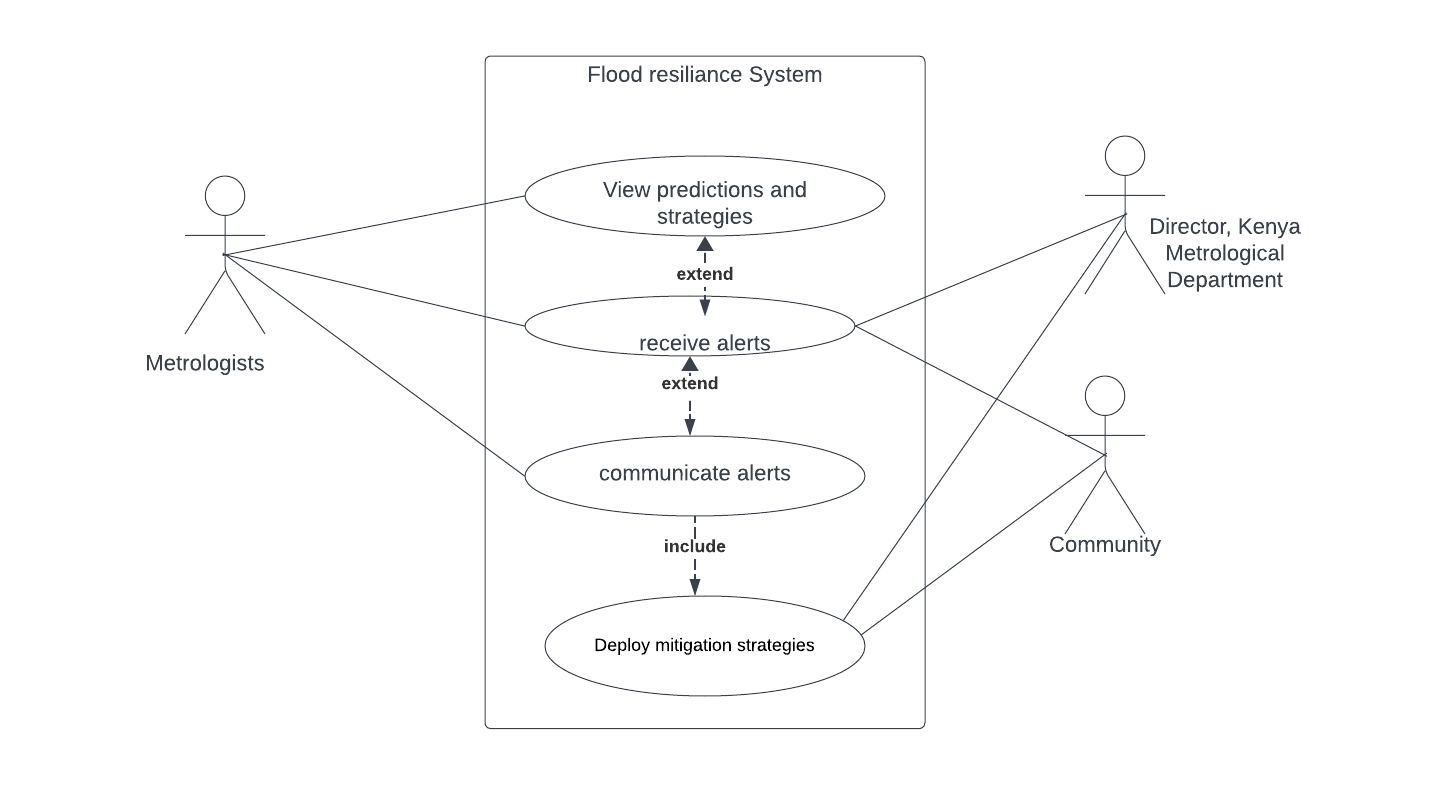 Flood resiliance System
View predictions and
strategies
extend
receive alerts
extend
communicate alerts
include
Deploy mitigation strategies
Metrologists
Director, Kenya
Metrological
Department
Community